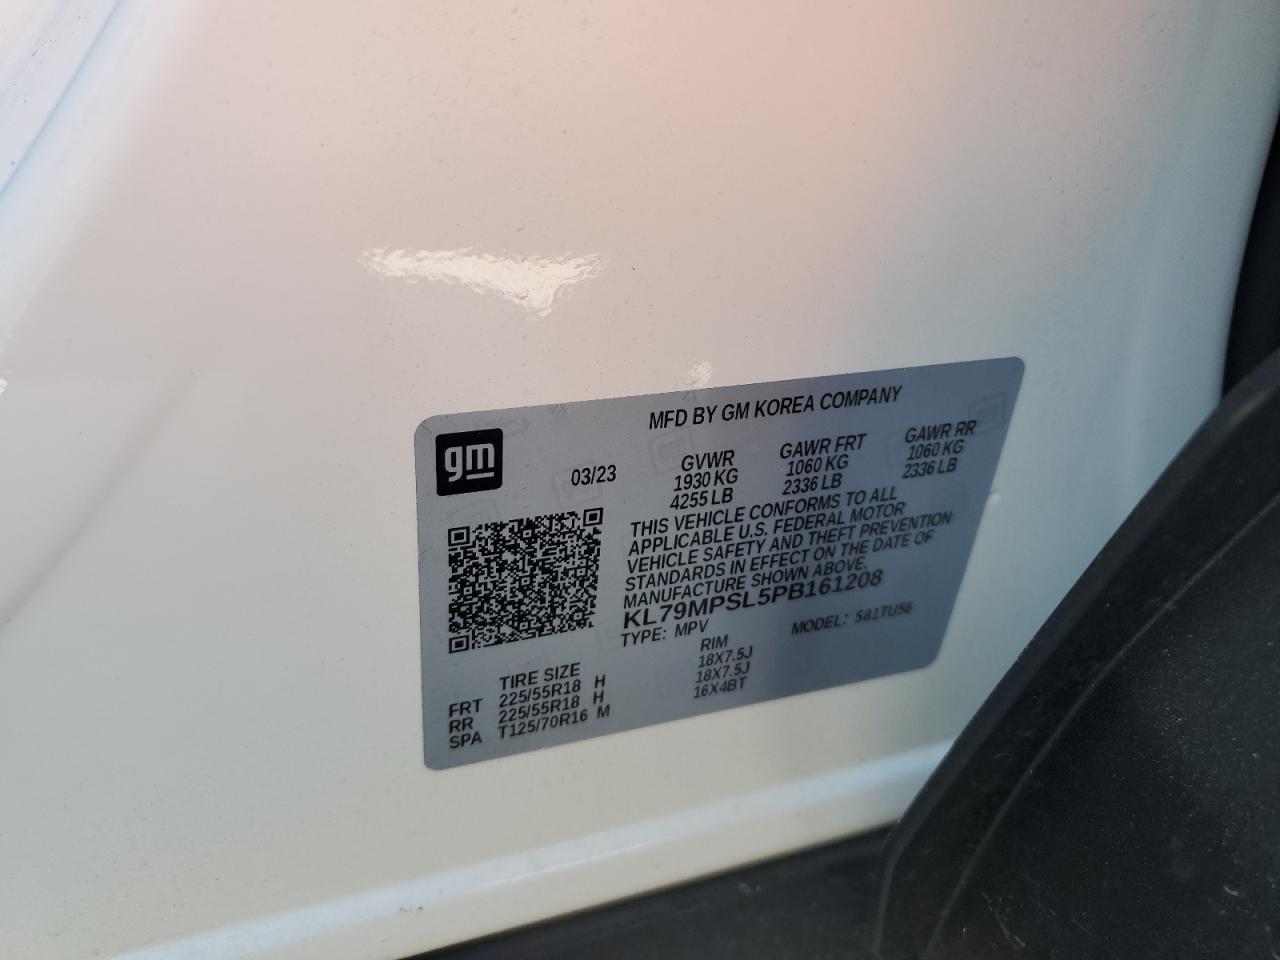 gm
MFD BY GM KOREA COMPANY
03/23
GVWR GAWR FRT GAWR RR
1930 KG 1060 KG 1060 KG
4255 LB 2336 LB 2336 LB
THIS VEHICLE CONFORMS TO ALL
APPLICABLE U.S. FEDERAL MOTOR
VEHICLE SAFETY AND THEFT PREVENTION
STANDARDS IN EFFECT ON THE DATE OF
MANUFACTURE SHOWN ABOVE.
KL79MPSL5PB161208
TYPE: MPV MODEL: 581TU56
TIRE SIZE RIM
FRT 225/55R18 H 18X7.5J
RR 225/55R18 H 18X7.5J
SPA T125/70R16 M 16X4BT